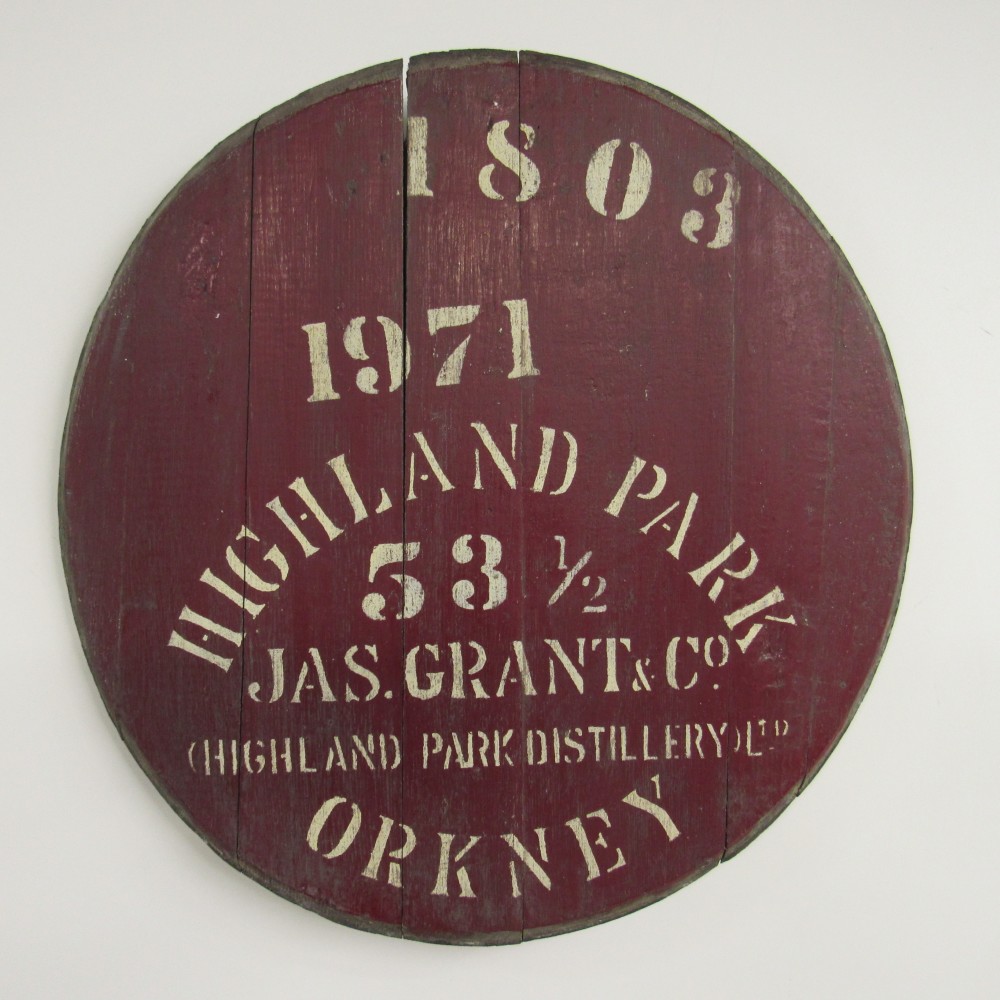 1803
1971
HIGHLAND PARK
53 ½
JAS. GRANT & Cº.
(HIGHLAND PARK DISTILLERY) LTD
ORKNEY